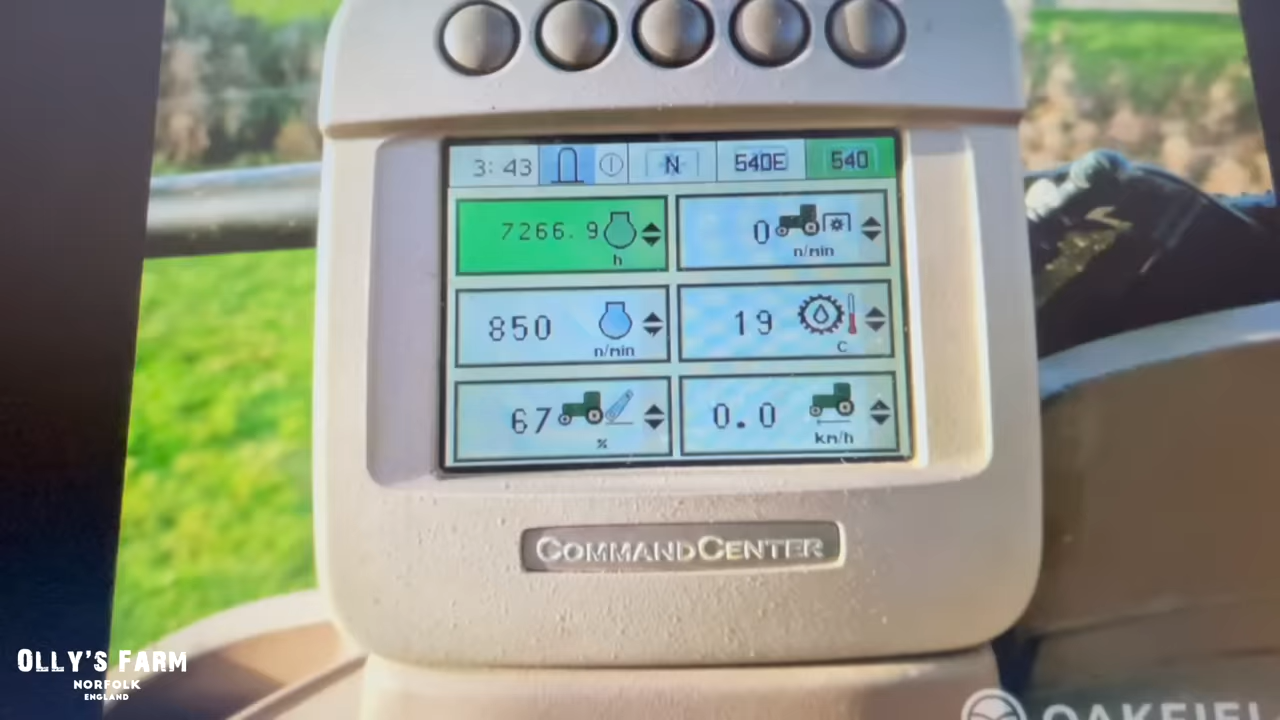 3:43 N 540E 540
7266.9 h
0 n/min
850 n/min
19 C
67 %
0.0 km/h
COMMANDCENTER
OLLY'S FARM
NORFOLK
ENGLAND